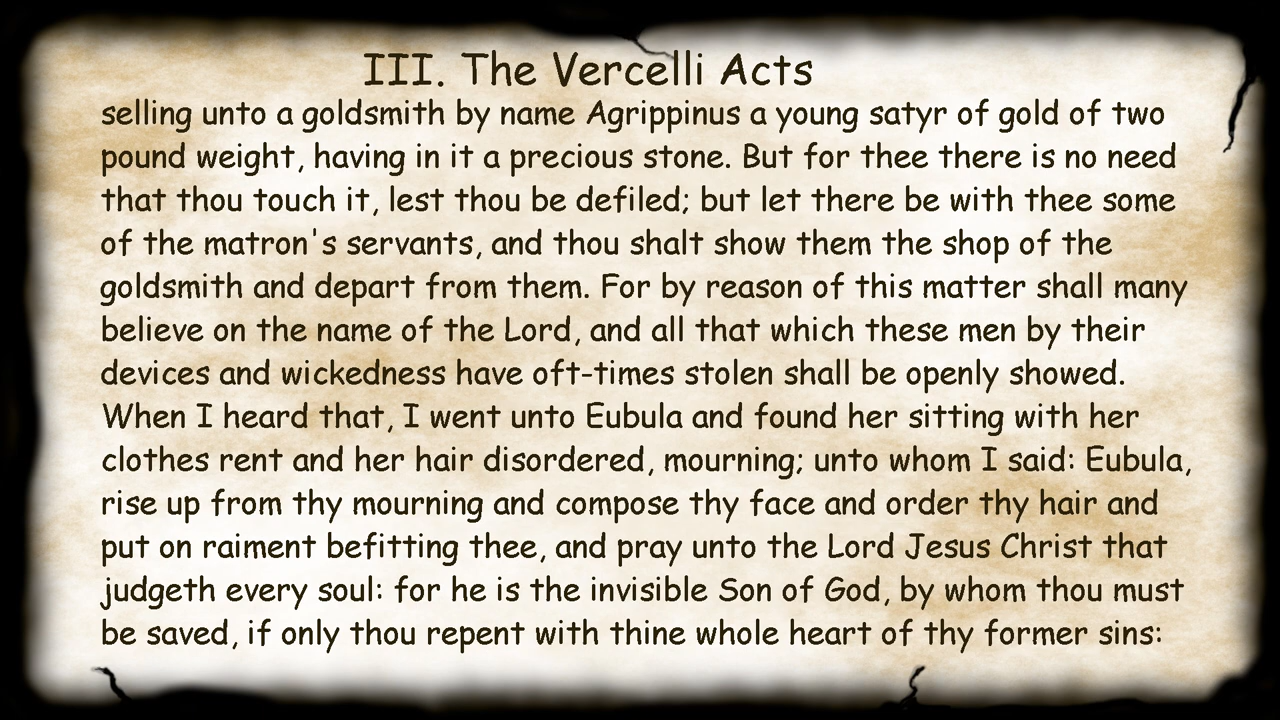 III. The Vercelli Acts
selling unto a goldsmith by name Agrippinus a young satyr of gold of two
pound weight, having in it a precious stone. But for thee there is no need
that thou touch it, lest thou be defiled; but let there be with thee some
of the matron's servants, and thou shalt show them the shop of the
goldsmith and depart from them. For by reason of this matter shall many
believe on the name of the Lord, and all that which these men by their
devices and wickedness have oft-times stolen shall be openly showed.
When I heard that, I went unto Eubula and found her sitting with her
clothes rent and her hair disordered, mourning; unto whom I said: Eubula,
rise up from thy mourning and compose thy face and order thy hair and
put on raiment befitting thee, and pray unto the Lord Jesus Christ that
judgeth every soul: for he is the invisible Son of God, by whom thou must
be saved, if only thou repent with thine whole heart of thy former sins: